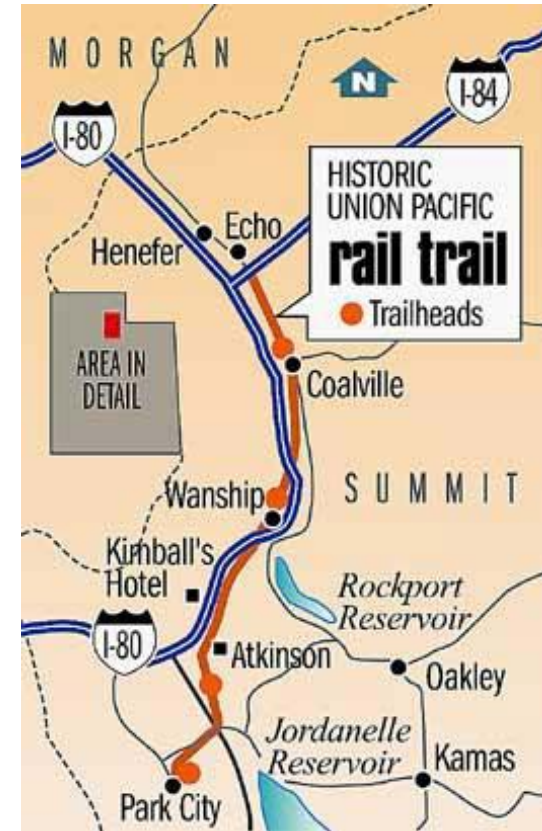 MORGAN
N
I-80
I-84
HISTORIC
UNION PACIFIC
rail trail
Trailheads
Echo
Henefer
AREA IN
DETAIL
Coalville
Wanship
SUMMIT
Kimball's
Hotel
Rockport
Reservoir
I-80
Atkinson
Oakley
Jordanelle
Reservoir
Kamas
Park City